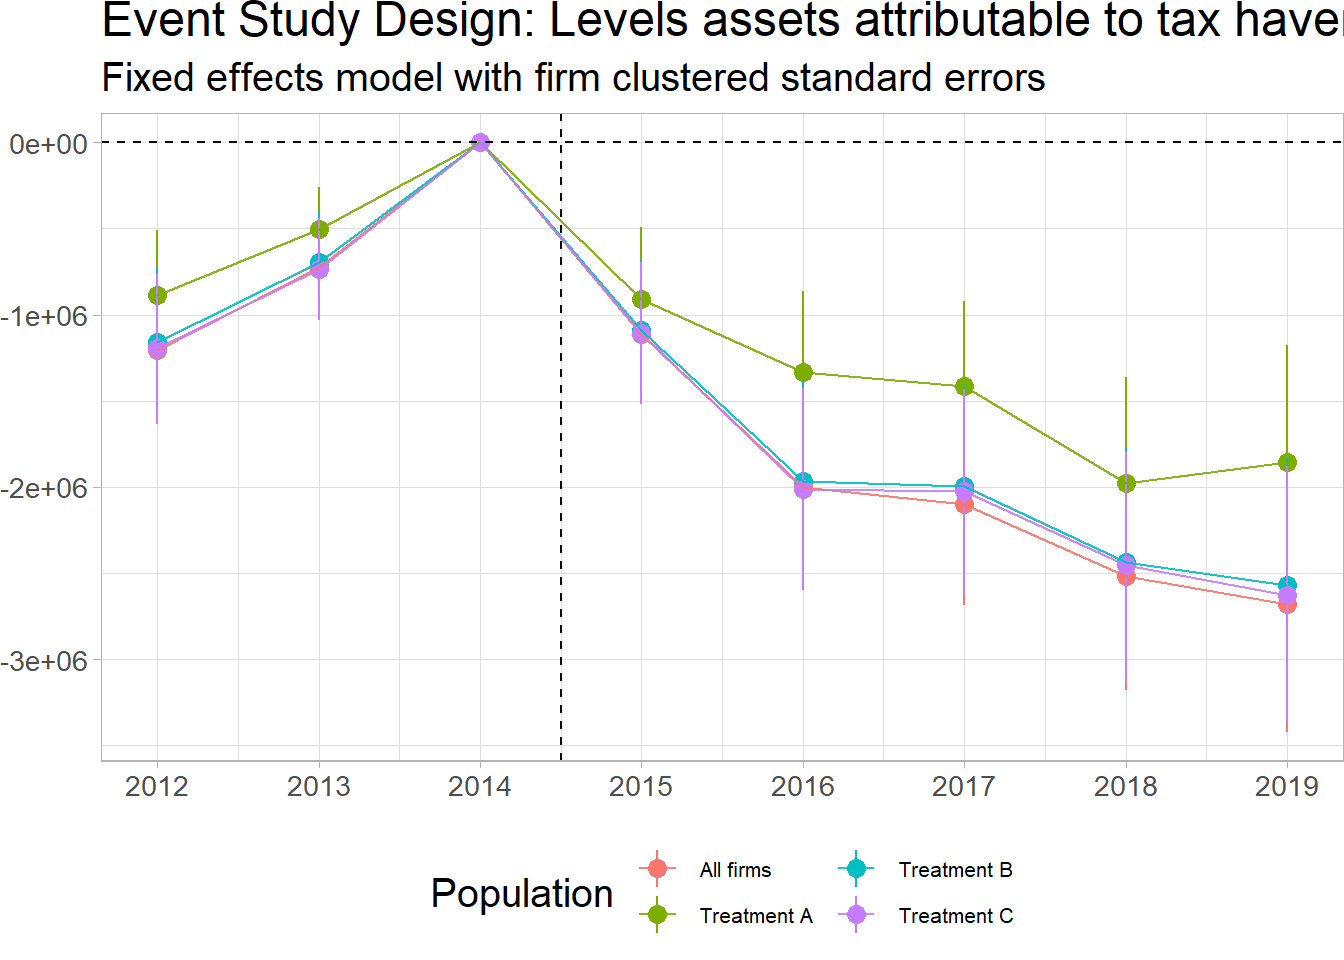 Event Study Design: Levels assets attributable to tax
Fixed effects model with firm clustered standard errors
0e+00
-1e+06
-2e+06
-3e+06
2012 2013 2014 2015 2016 2017 2018 2019
Population
All firms
Treatment B
Treatment A
Treatment C